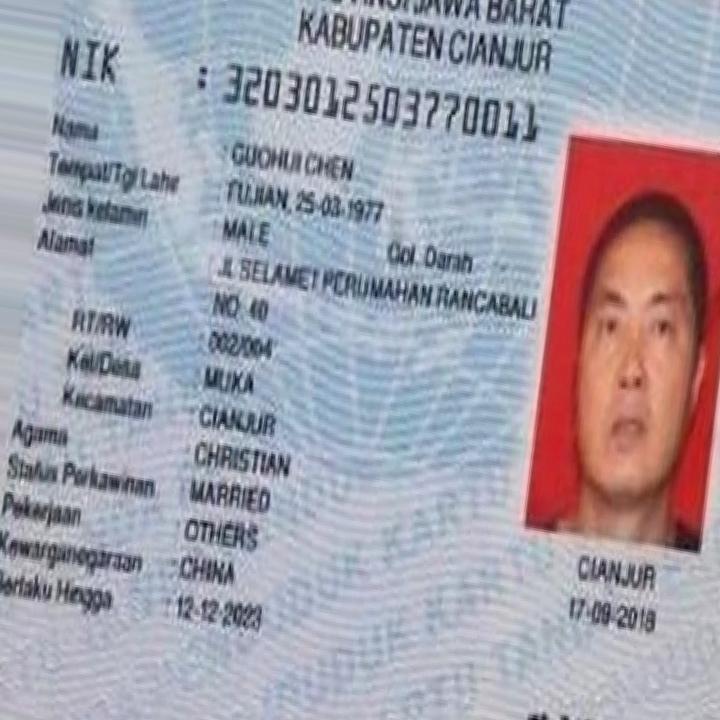 JAWA BARAT
KABUPATEN CIANJUR
NIK : 3203012503770011
Nama : GUOHUI CHEN
Tempat/Tgl Lahir : FUJIAN, 25-03-1977
Jenis kelamin : MALE Gol. Darah
Alamat : JL SELAMET PERUMAHAN RANCABALI
NO. 40
RT/RW : 002/004
Kel/Desa : MUKA
Kecamatan : CIANJUR
Agama : CHRISTIAN
Status Perkawinan : MARRIED
Pekerjaan : OTHERS
Kewarganegaraan : CHINA
Berlaku Hingga : 12-12-2023
CIANJUR
17-09-2018